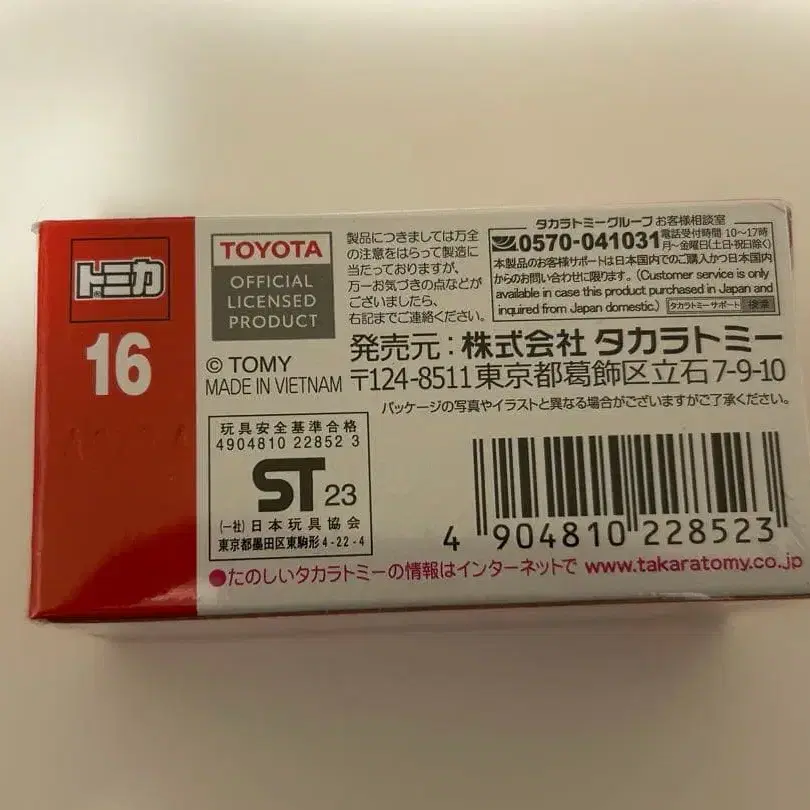 トミカ
16
TOYOTA
OFFICIAL
LICENSED
PRODUCT
© TOMY
MADE IN VIETNAM
製品につきましては万全
の注意をはらって製造に
当たっておりますが、
万一お気づきの点などが
ございましたら、
右記までご連絡ください。
タカラトミーグループ お客様相談室
0570-041031 電話受付時間 10〜17時
月〜金曜日(土日・祝日除く)
本製品のお客様サポートは日本国内でのご購入かつ日本国内
からのお問い合わせに限ります。(Customer service is only
available in case this product purchased in Japan and
inquired from Japan domestic.) タカラトミーサポート 検索
発売元：株式会社 タカラトミー
〒124-8511 東京都葛飾区立石7-9-10
パッケージの写真やイラストと異なる場合がございますがご了承ください。
玩具安全基準合格
4904810 22852 3
ST 23
(一社)日本玩具協会
東京都墨田区東駒形4-22-4
4 904810 228523
●たのしいタカラトミーの情報はインターネットで www.takaratomy.co.jp